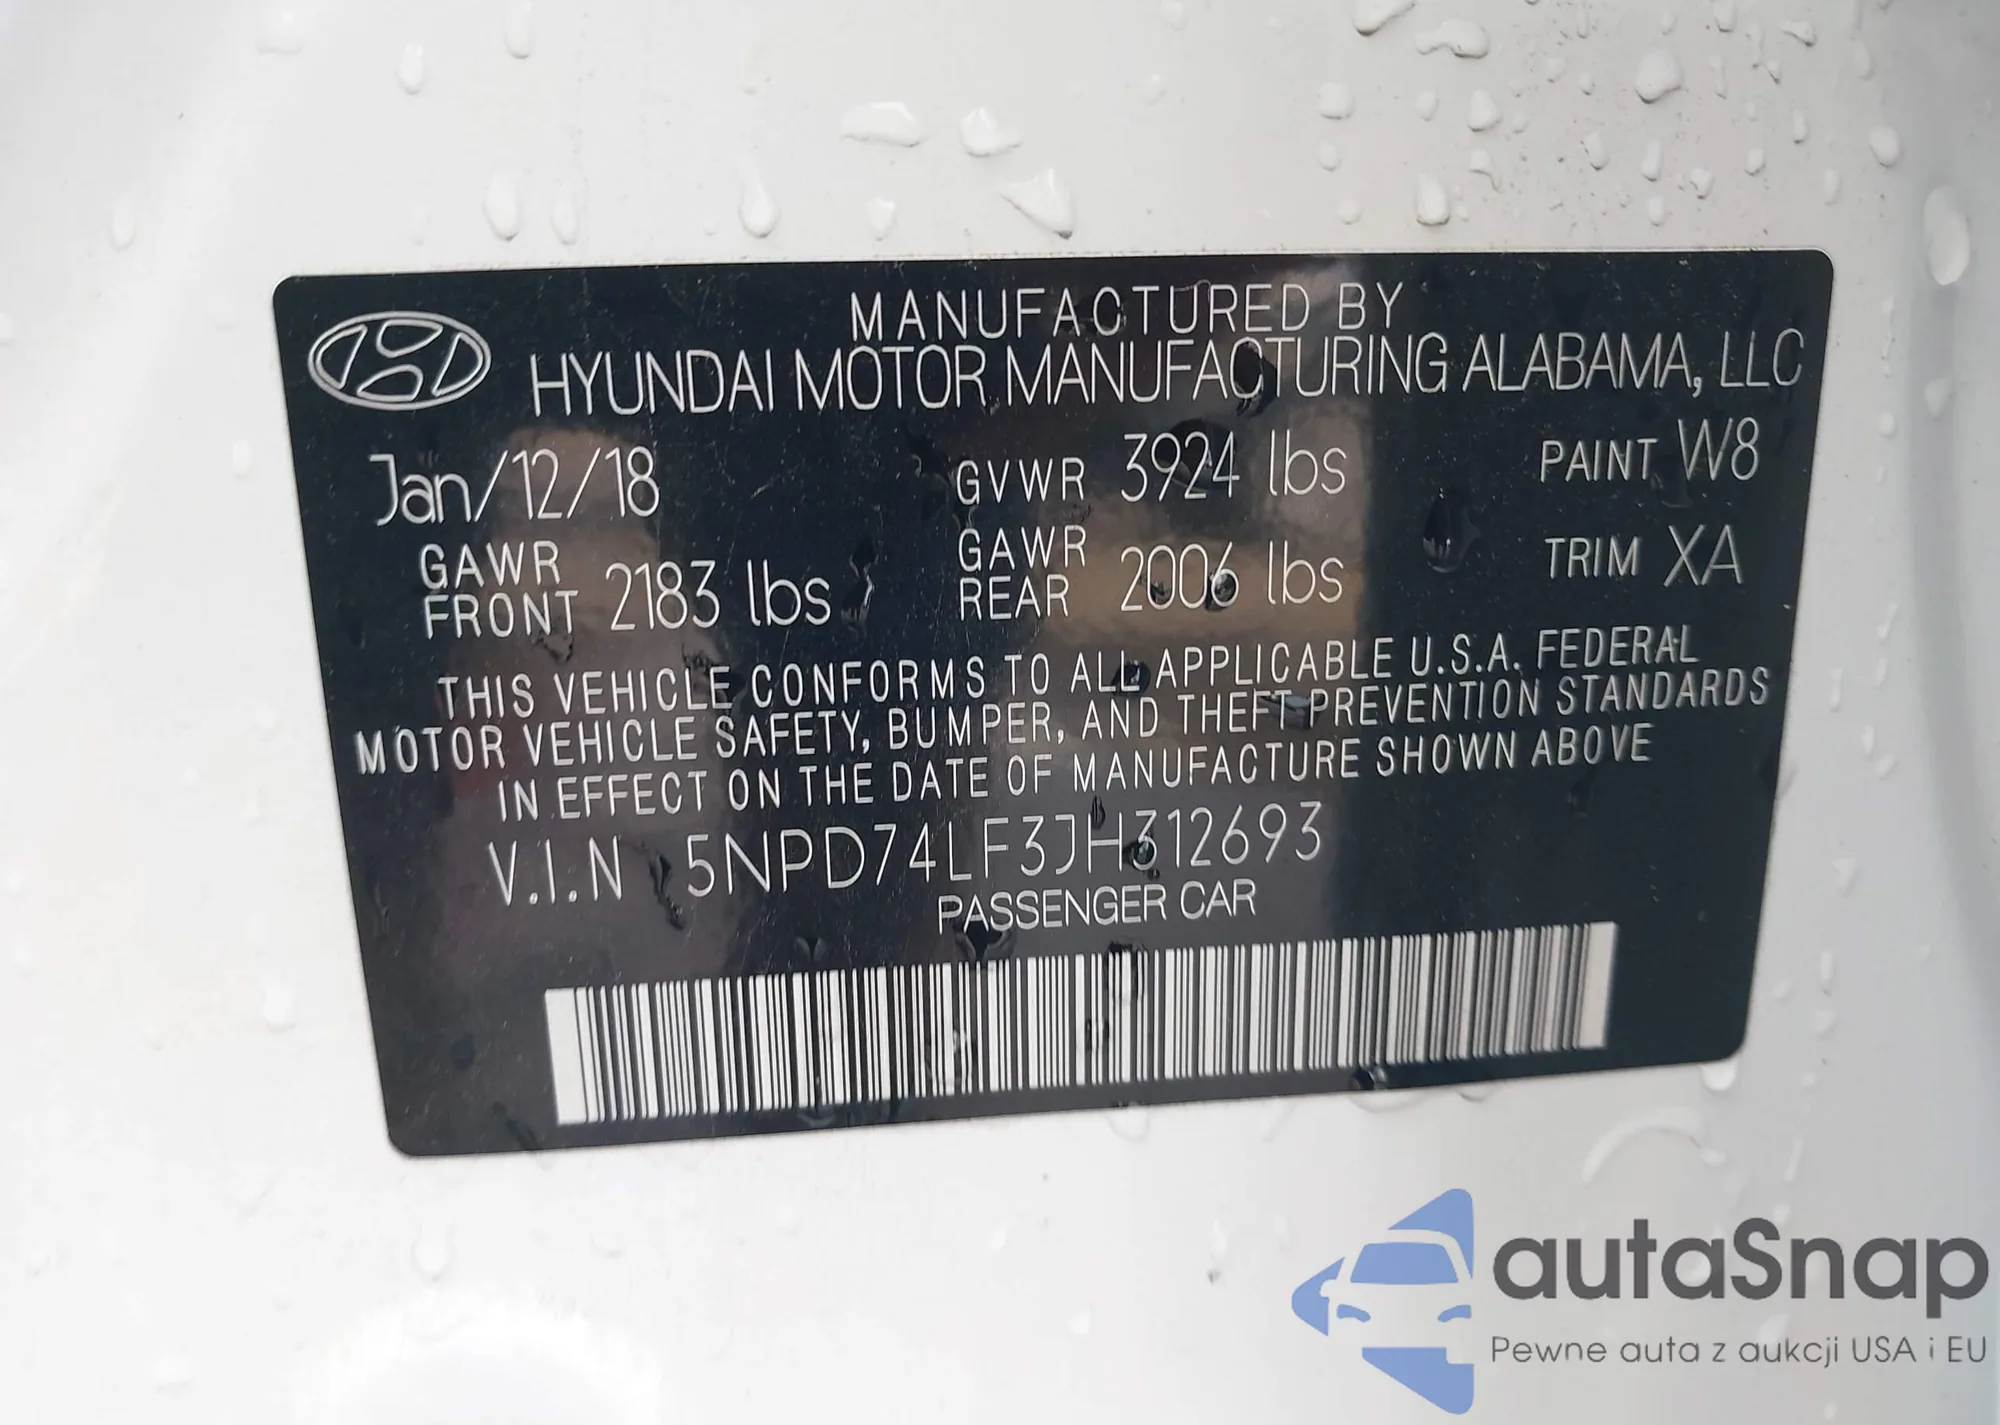 MANUFACTURED BY
HYUNDAI MOTOR MANUFACTURING ALABAMA, LLC
Jan/12/18 GVWR 3924 lbs PAINT W8
GAWR FRONT 2183 lbs GAWR REAR 2006 lbs TRIM XA
THIS VEHICLE CONFORMS TO ALL APPLICABLE U.S.A. FEDERAL
MOTOR VEHICLE SAFETY, BUMPER, AND THEFT PREVENTION STANDARDS
IN EFFECT ON THE DATE OF MANUFACTURE SHOWN ABOVE
V.I.N 5NPD74LF3JH312693
PASSENGER CAR
autaSnap
Pewne auta z aukcji USA i EU